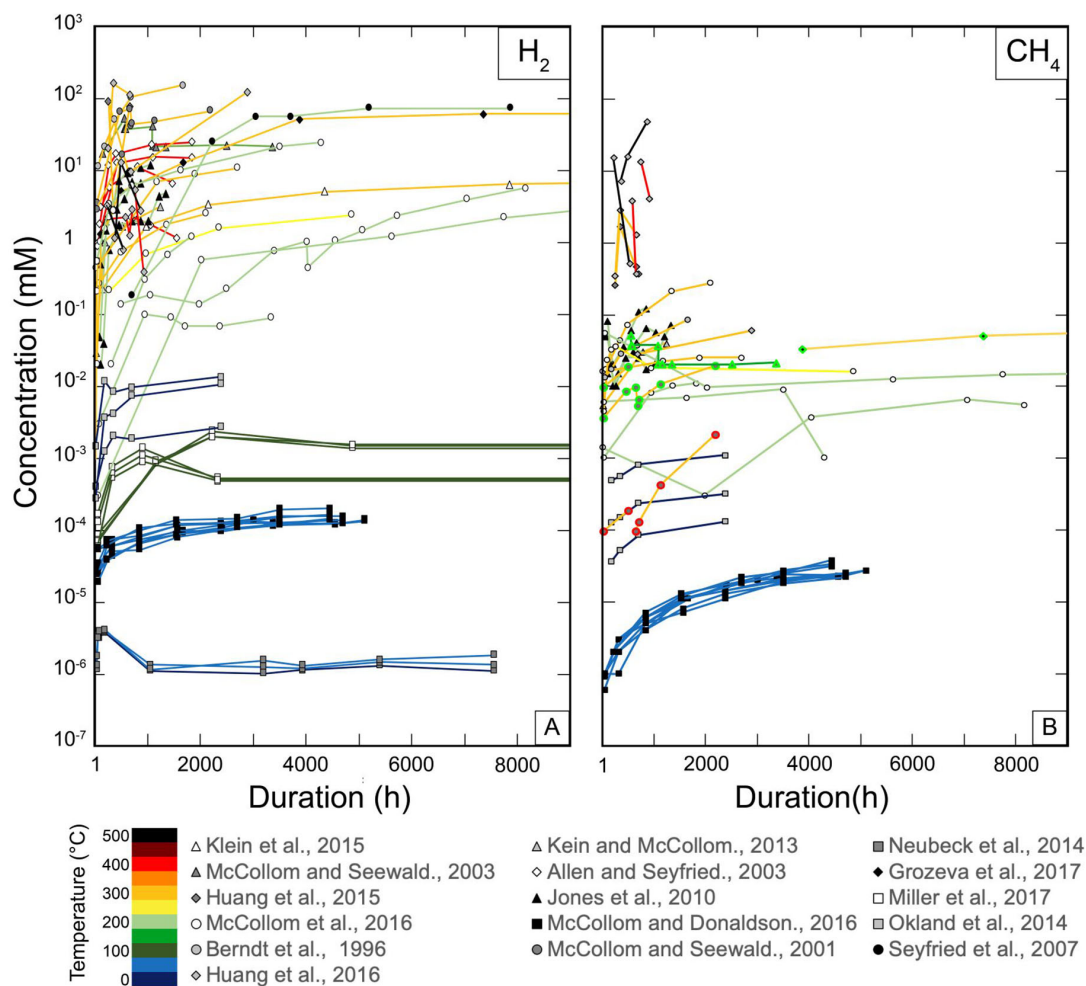 H2
CH4
Concentration (mM)
10^3
10^2
10^1
1
10^-1
10^-2
10^-3
10^-4
10^-5
10^-6
10^-7
A
B
1 2000 4000 6000 8000
1 2000 4000 6000 8000
Duration (h)
Duration(h)
Temperature (°C)
500
400
300
200
100
0
Klein et al., 2015
McCollom and Seewald., 2003
Huang et al., 2015
McCollom et al., 2016
Berndt et al., 1996
Huang et al., 2016
Kein and McCollom., 2013
Allen and Seyfried., 2003
Jones et al., 2010
McCollom and Donaldson., 2016
McCollom and Seewald., 2001
Neubeck et al., 2014
Grozeva et al., 2017
Miller et al., 2017
Okland et al., 2014
Seyfried et al., 2007